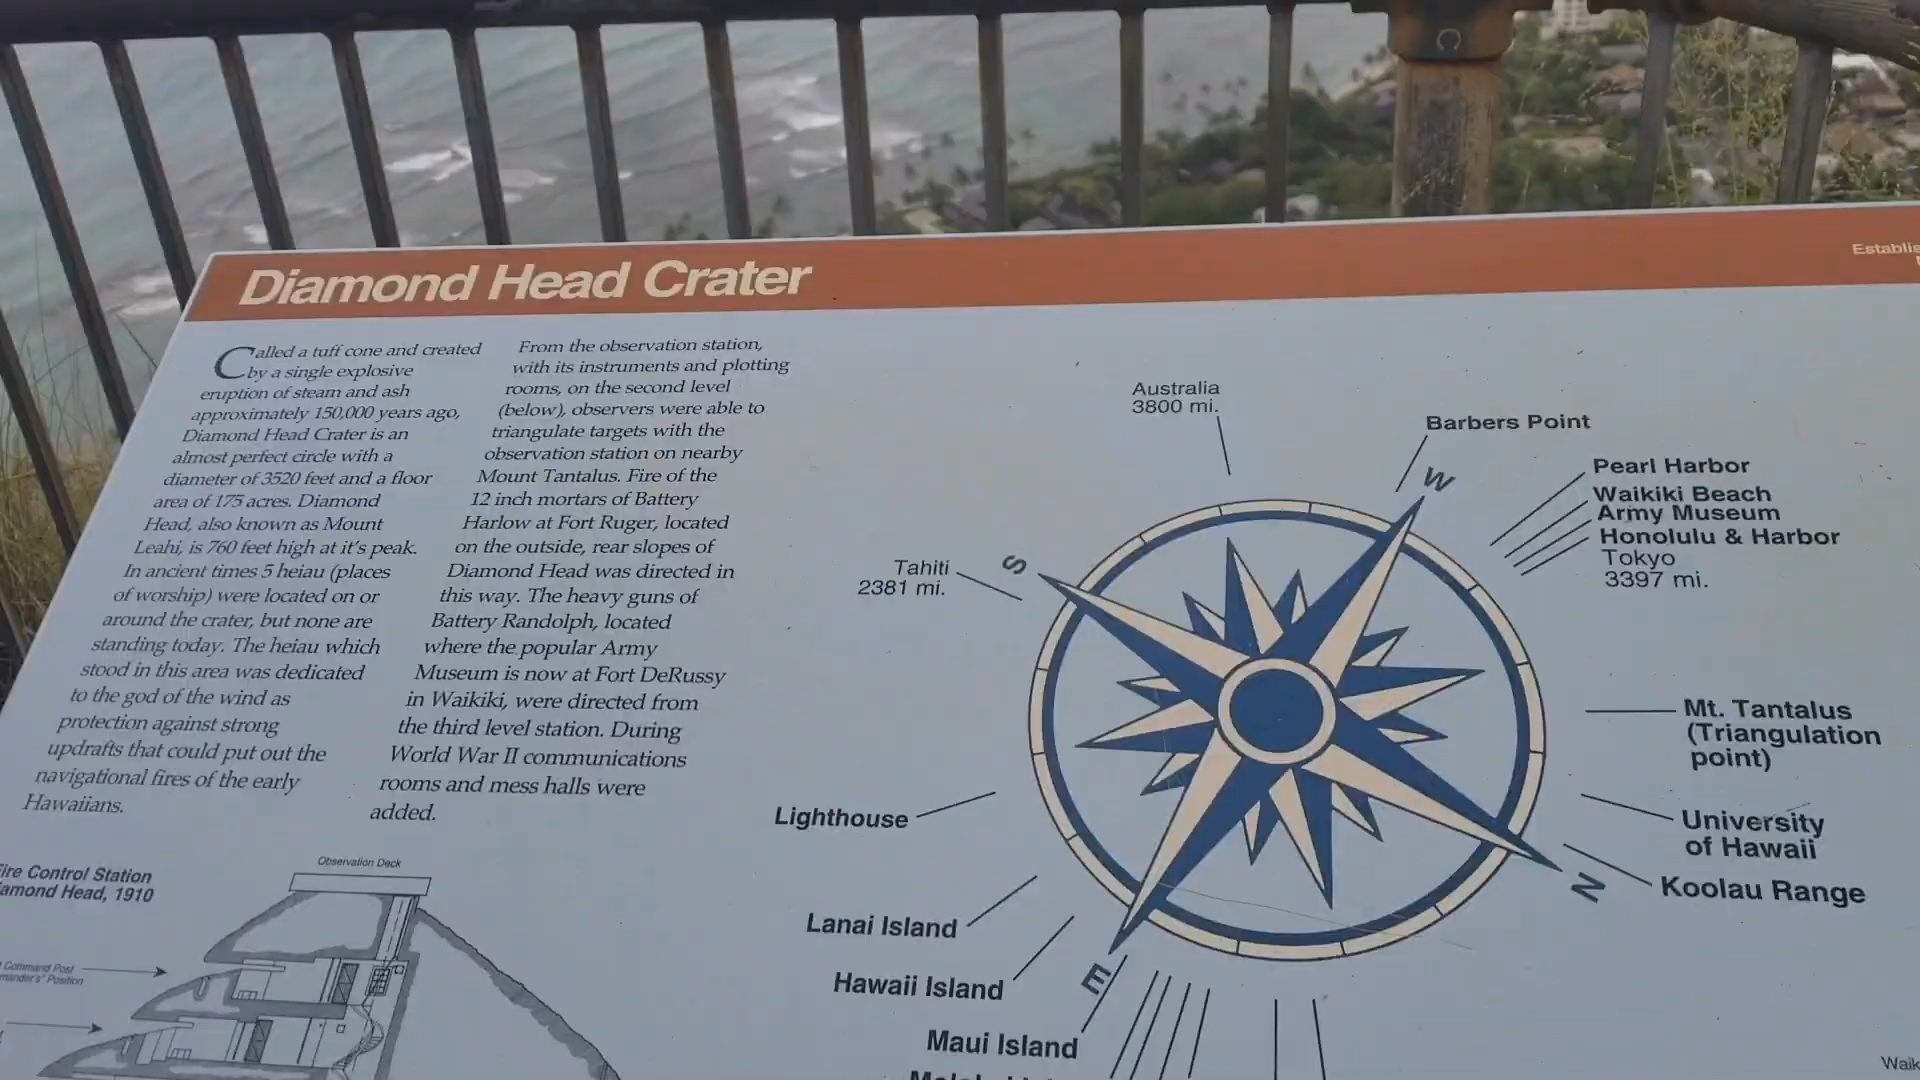 Diamond Head Crater
Called a tuff cone and created
by a single explosive
eruption of steam and ash
approximately 150,000 years ago,
Diamond Head Crater is an
almost perfect circle with a
diameter of 3520 feet and a floor
area of 175 acres. Diamond
Head, also known as Mount
Leahi, is 760 feet high at it's peak.
In ancient times 5 heiau (places
of worship) were located on or
around the crater, but none are
standing today. The heiau which
stood in this area was dedicated
to the god of the wind as
protection against strong
updrafts that could put out the
navigational fires of the early
Hawaiians.
From the observation station,
with its instruments and plotting
rooms, on the second level
(below), observers were able to
triangulate targets with the
observation station on nearby
Mount Tantalus. Fire of the
12 inch mortars of Battery
Harlow at Fort Ruger, located
on the outside, rear slopes of
Diamond Head was directed in
this way. The heavy guns of
Battery Randolph, located
where the popular Army
Museum is now at Fort DeRussy
in Waikiki, were directed from
the third level station. During
World War II communications
rooms and mess halls were
added.
Australia
3800 mi.
Barbers Point
W
Pearl Harbor
Waikiki Beach
Army Museum
Honolulu & Harbor
Tokyo
3397 mi.
S
Tahiti
2381 mi.
Mt. Tantalus
(Triangulation
point)
Lighthouse
University
of Hawaii
N
Koolau Range
Lanai Island
Hawaii Island
E
Maui Island
Observation Deck
Control Station
Head, 1910
Command Post
Position